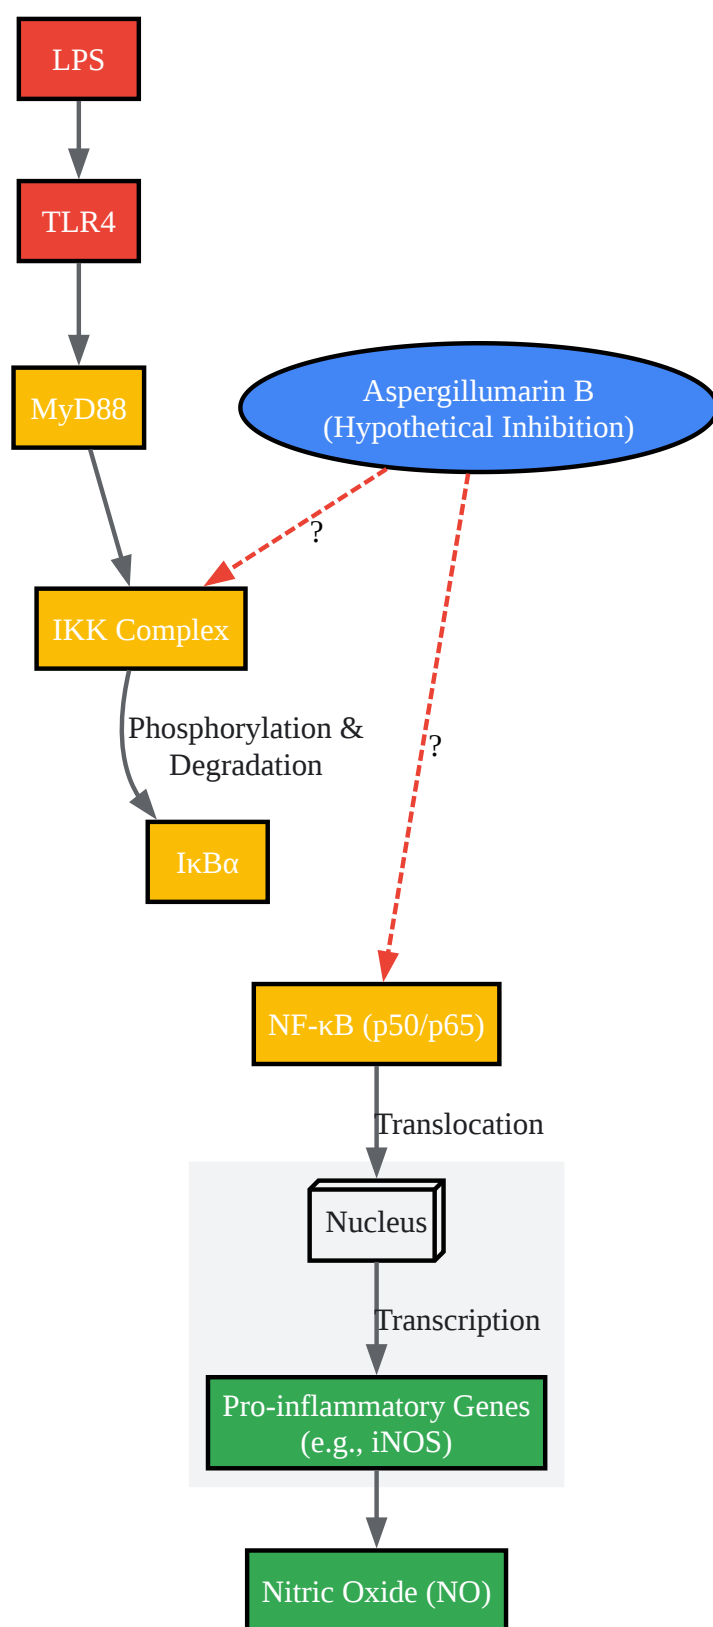 LPS
TLR4
MyD88
Aspergillumarin B
(Hypothetical Inhibition)
?
IKK Complex
Phosphorylation &
Degradation
?
IκBα
NF-κB (p50/p65)
Translocation
Nucleus
Transcription
Pro-inflammatory Genes
(e.g., iNOS)
Nitric Oxide (NO)